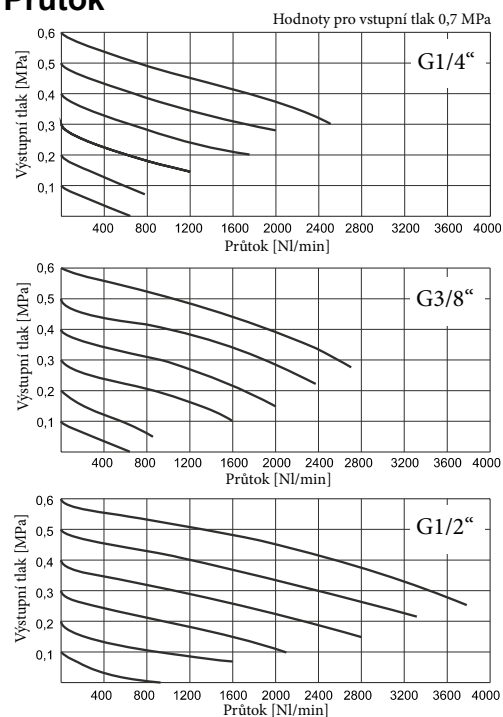 Průtok
Hodnoty pro vstupní tlak 0,7 MPa
G1/4“
Výstupní tlak [MPa]
0,6
0,5
0,4
0,3
0,2
0,1
400 800 1200 1600 2000 2400 2800 3200 3600 4000
Průtok [Nl/min]
G3/8“
Výstupní tlak [MPa]
0,6
0,5
0,4
0,3
0,2
0,1
400 800 1200 1600 2000 2400 2800 3200 3600 4000
Průtok [Nl/min]
G1/2“
Výstupní tlak [MPa]
0,6
0,5
0,4
0,3
0,2
0,1
400 800 1200 1600 2000 2400 2800 3200 3600 4000
Průtok [Nl/min]